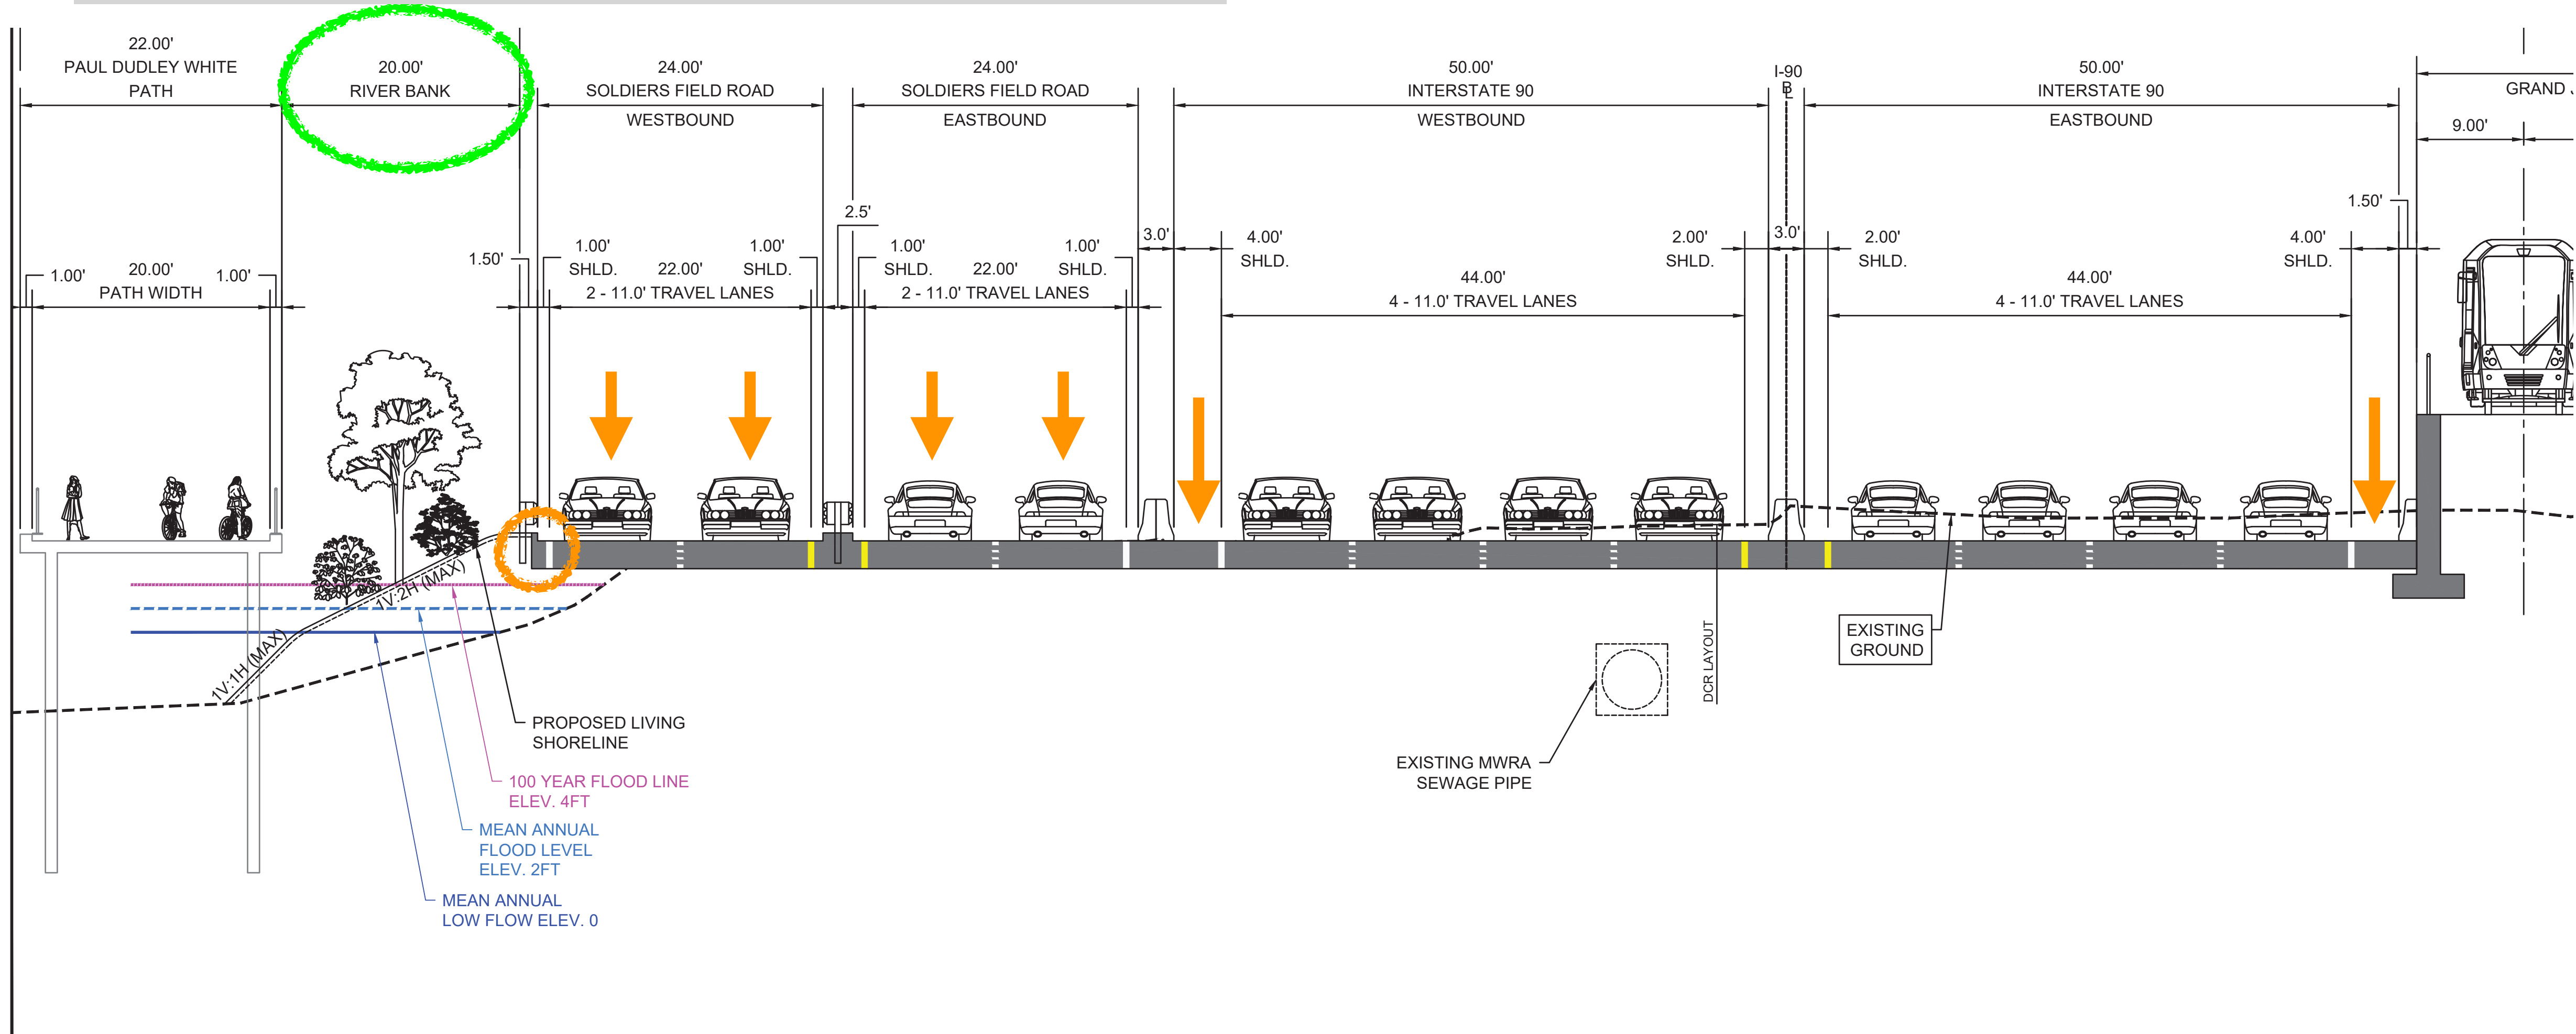 22.00'
PAUL DUDLEY WHITE
PATH
20.00'
RIVER BANK
24.00'
SOLDIERS FIELD ROAD
WESTBOUND
24.00'
SOLDIERS FIELD ROAD
EASTBOUND
50.00'
INTERSTATE 90
WESTBOUND
I-90
BL
50.00'
INTERSTATE 90
EASTBOUND
GRAND
9.00'
1.00'
20.00'
PATH WIDTH
1.00'
1.50'
1.00'
SHLD.
22.00'
2 - 11.0' TRAVEL LANES
1.00'
SHLD.
2.5'
1.00'
SHLD.
22.00'
2 - 11.0' TRAVEL LANES
1.00'
SHLD.
3.0'
4.00'
SHLD.
44.00'
4 - 11.0' TRAVEL LANES
2.00'
SHLD.
3.0'
2.00'
SHLD.
44.00'
4 - 11.0' TRAVEL LANES
4.00'
SHLD.
1.50'
1V:2H (MAX)
1V:1H (MAX)
PROPOSED LIVING
SHORELINE
100 YEAR FLOOD LINE
ELEV. 4FT
MEAN ANNUAL
FLOOD LEVEL
ELEV. 2FT
MEAN ANNUAL
LOW FLOW ELEV. 0
EXISTING MWRA
SEWAGE PIPE
DCR LAYOUT
EXISTING
GROUND